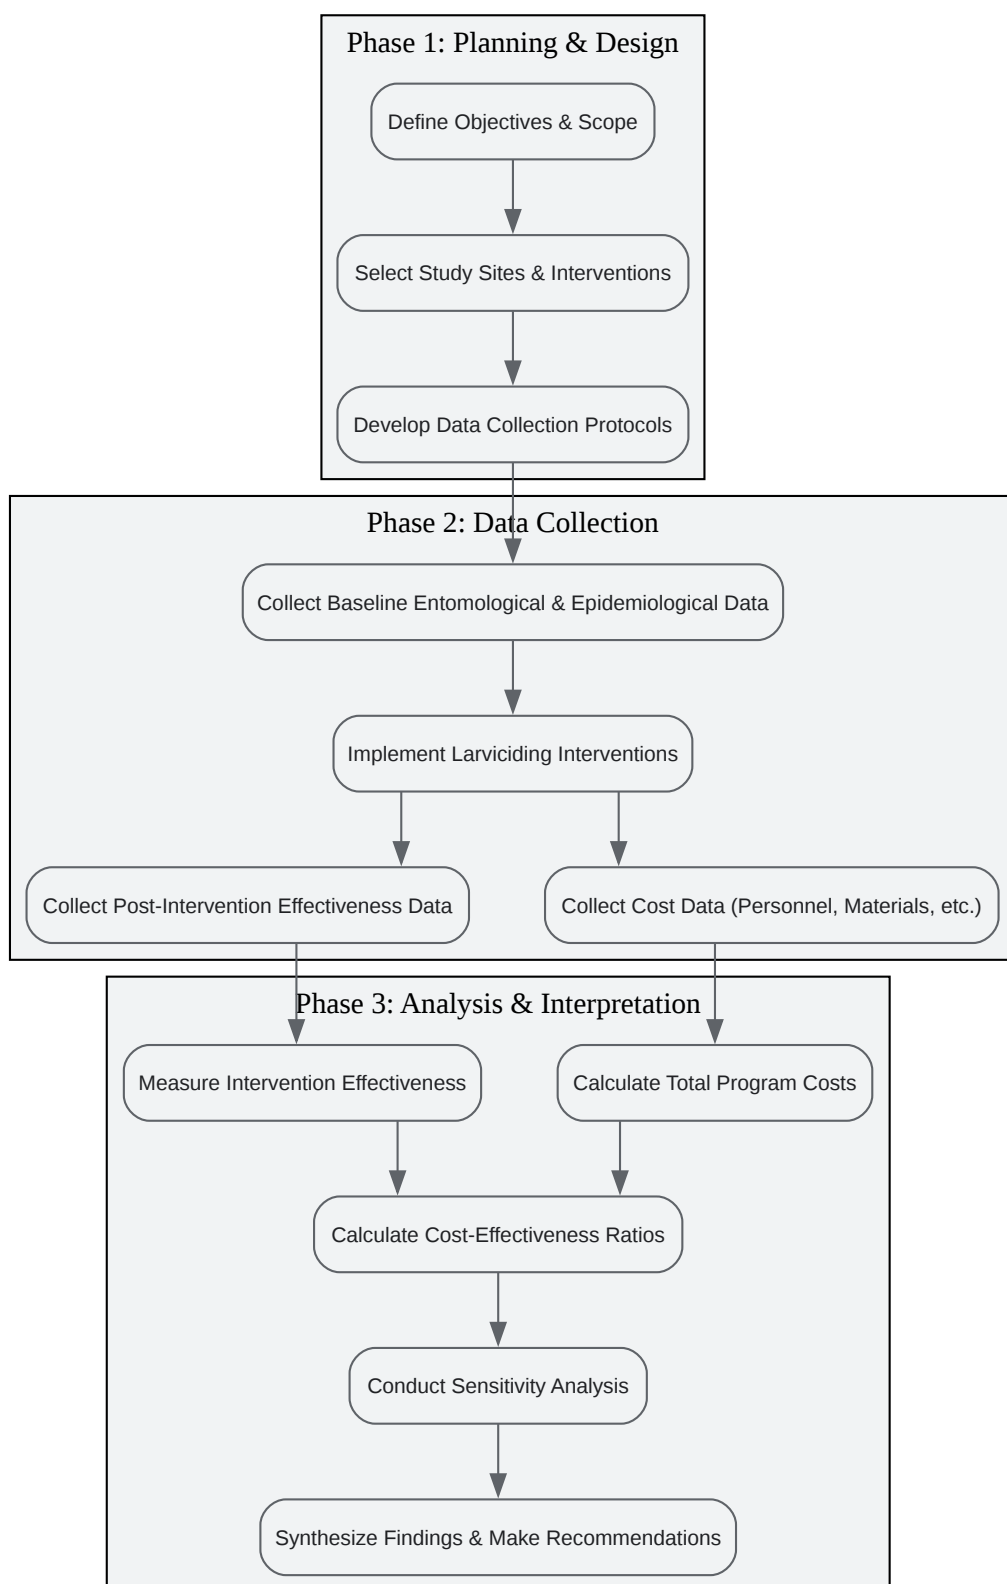 Phase 1: Planning & Design
Define Objectives & Scope
Select Study Sites & Interventions
Develop Data Collection Protocols
Phase 2: Data Collection
Collect Baseline Entomological & Epidemiological Data
Implement Larviciding Interventions
Collect Post-Intervention Effectiveness Data
Collect Cost Data (Personnel, Materials, etc.)
Phase 3: Analysis & Interpretation
Measure Intervention Effectiveness
Calculate Total Program Costs
Calculate Cost-Effectiveness Ratios
Conduct Sensitivity Analysis
Synthesize Findings & Make Recommendations